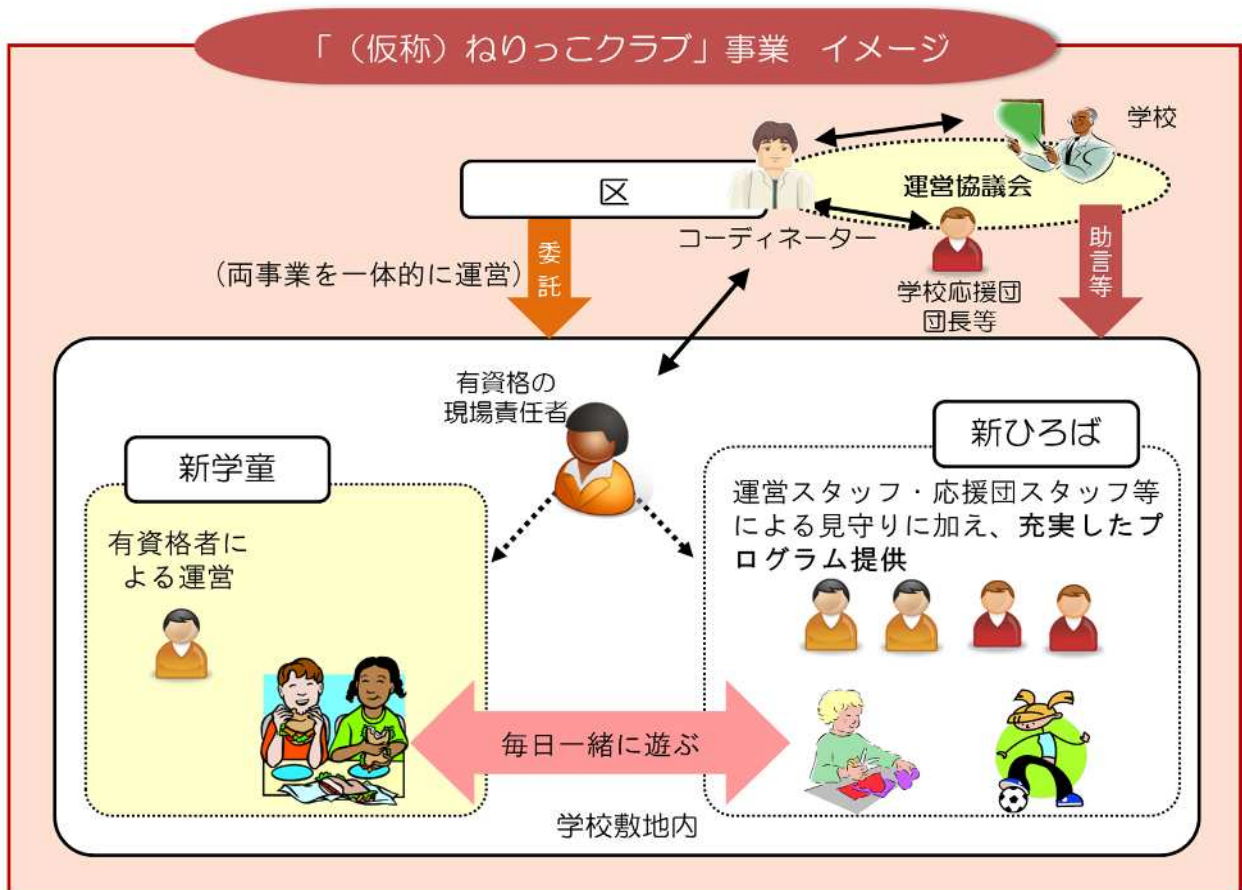 「（仮称）ねりっこクラブ」事業　イメージ
学校
区
運営協議会
コーディネーター
委託
助言等
（両事業を一体的に運営）
学校応援団
団長等
有資格の
現場責任者
新学童
新ひろば
有資格者に
よる運営
運営スタッフ・応援団スタッフ等
による見守りに加え、充実したプ
ログラム提供
毎日一緒に遊ぶ
学校敷地内